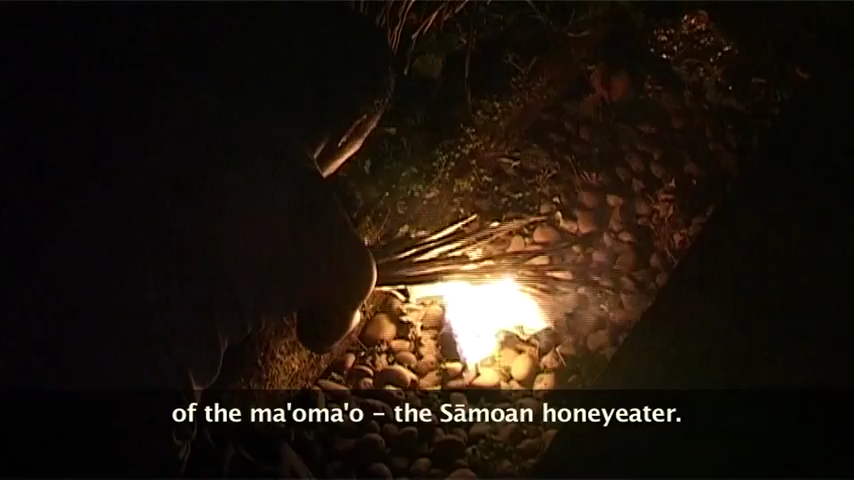 of the ma'oma'o – the Sāmoan honeyeater.